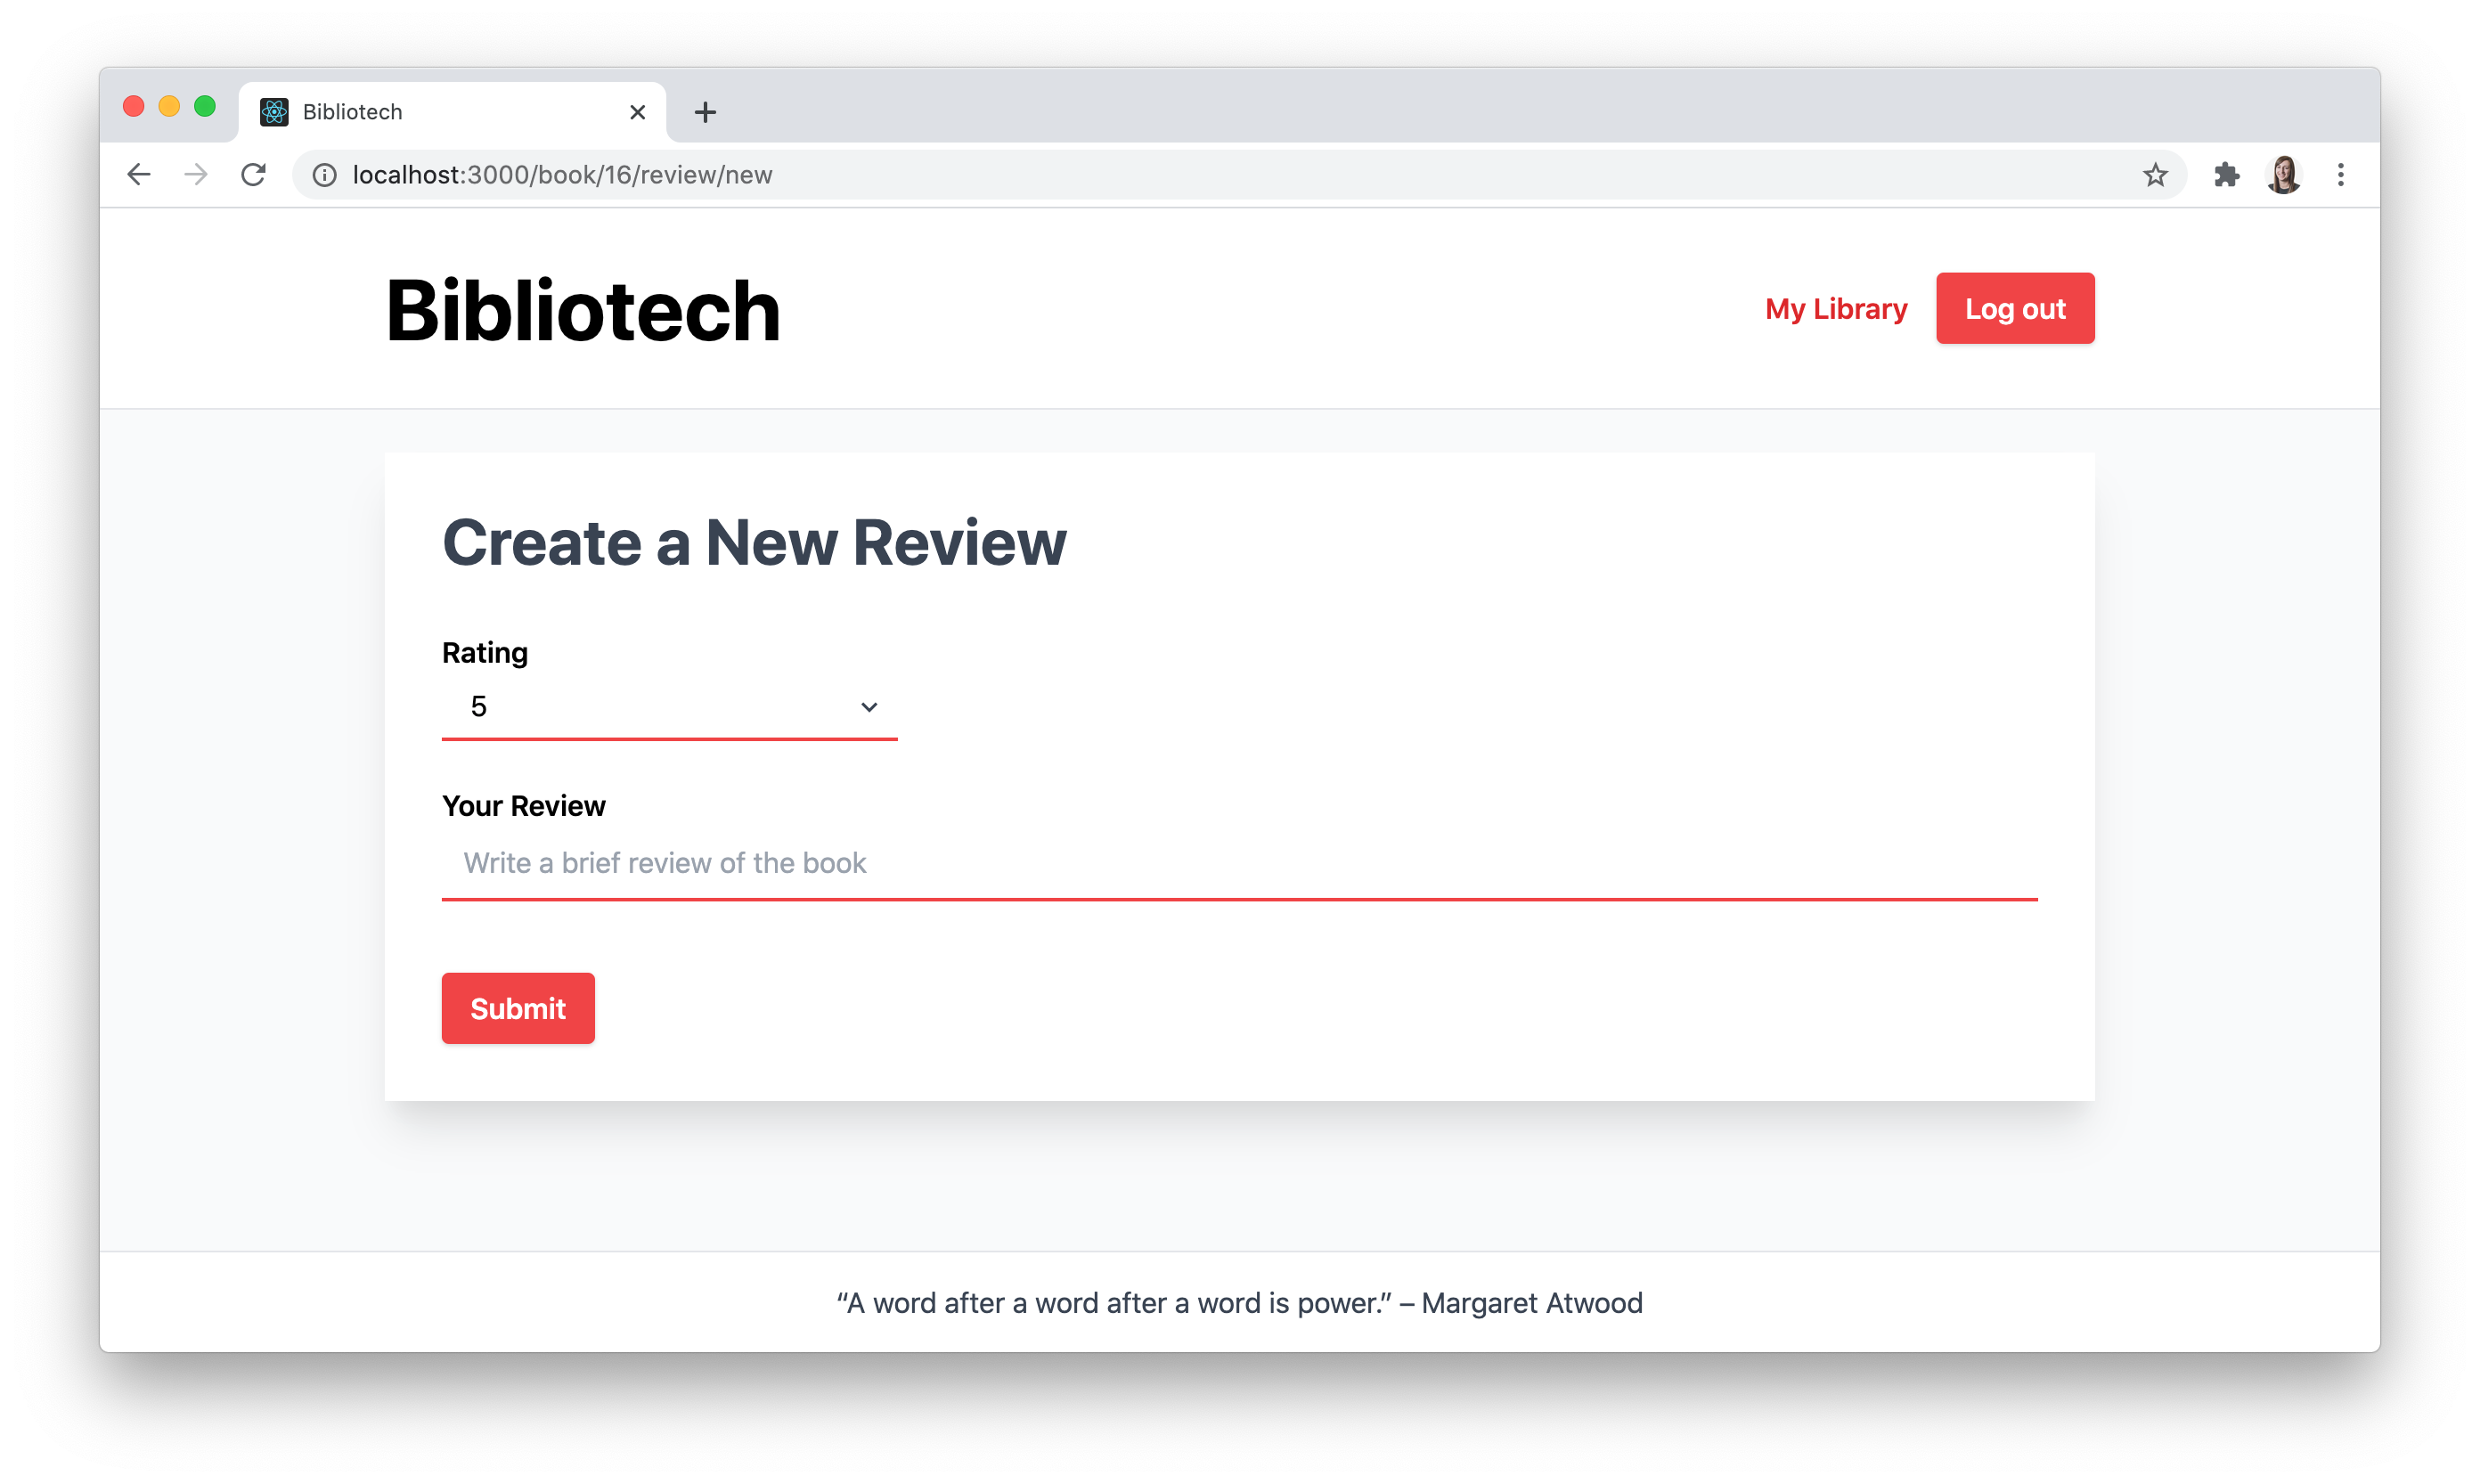 Bibliotech
localhost:3000/book/16/review/new
Bibliotech
My Library
Log out
Create a New Review
Rating
5
Your Review
Write a brief review of the book
Submit
“A word after a word after a word is power.” – Margaret Atwood